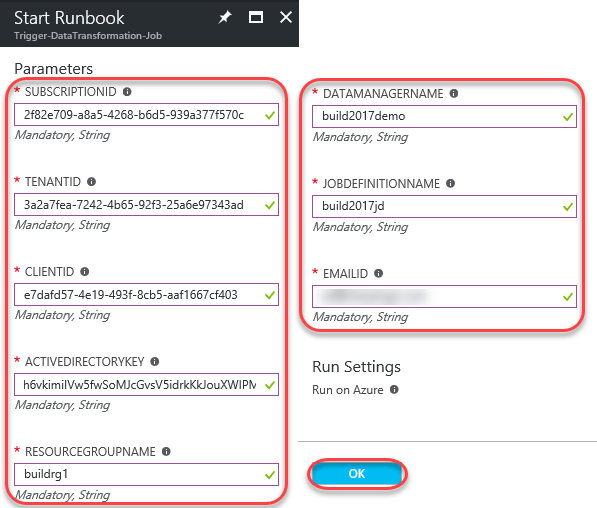 Start Runbook
Trigger-DataTransformation-Job
Parameters
* SUBSCRIPTIONID
2f82e709-a8a5-4268-b6d5-939a377f570c
Mandatory, String
* TENANTID
3a2a7fea-7242-4b65-92f3-25a6e97343ad
Mandatory, String
* CLIENTID
e7dafd57-4e19-493f-8cb5-aaf1667cf403
Mandatory, String
* ACTIVEDIRECTORYKEY
h6vkimilVw5fwSoMJcGvsV5idrkKkJouXWIPM
Mandatory, String
* RESOURCEGROUPNAME
buildrg1
Mandatory, String
* DATAMANAGERNAME
build2017demo
Mandatory, String
* JOBDEFINITIONNAME
build2017jd
Mandatory, String
* EMAILID
Mandatory, String
Run Settings
Run on Azure
OK